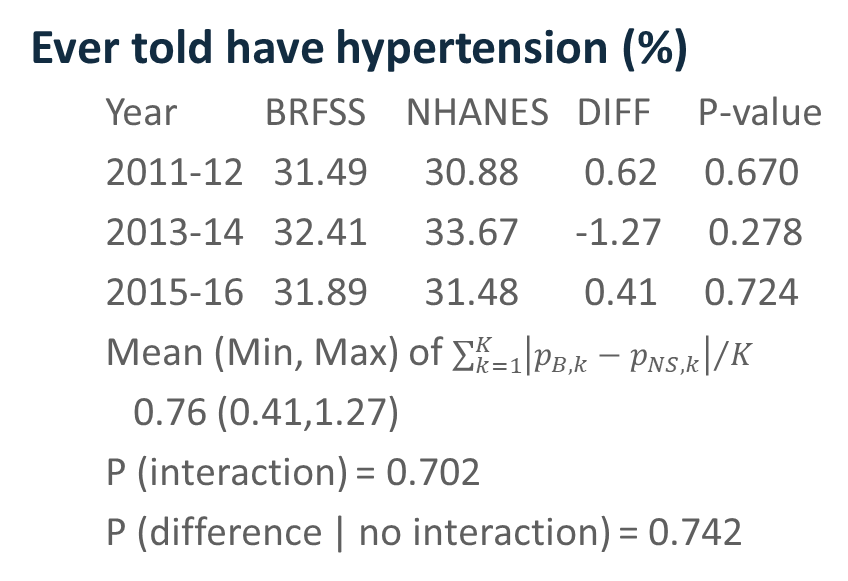 Ever told have hypertension (%)
Year BRFSS NHANES DIFF P-value
2011-12 31.49 30.88 0.62 0.670
2013-14 32.41 33.67 -1.27 0.278
2015-16 31.89 31.48 0.41 0.724
Mean (Min, Max) of ∑_{k=1}^{K}|p_{B,k} − p_{NS,k}|/K
0.76 (0.41,1.27)
P (interaction) = 0.702
P (difference | no interaction) = 0.742